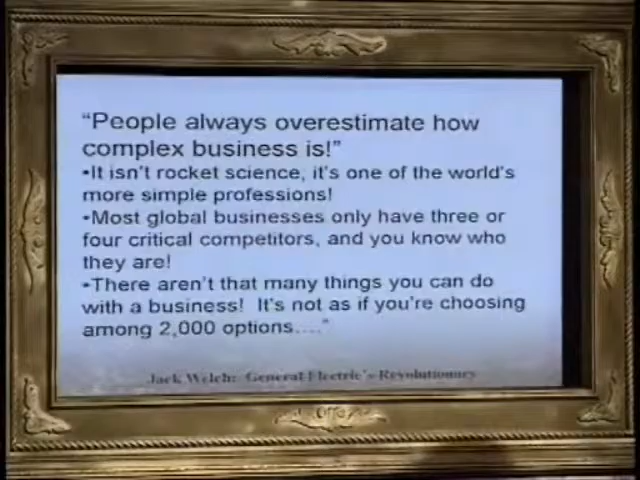 “People always overestimate how
complex business is!”
•It isn't rocket science, it's one of the world's
more simple professions!
•Most global businesses only have three or
four critical competitors, and you know who
they are!
•There aren't that many things you can do
with a business!  It's not as if you're choosing
among 2,000 options....”
Jack Welch:  General Electric's Revolutionary